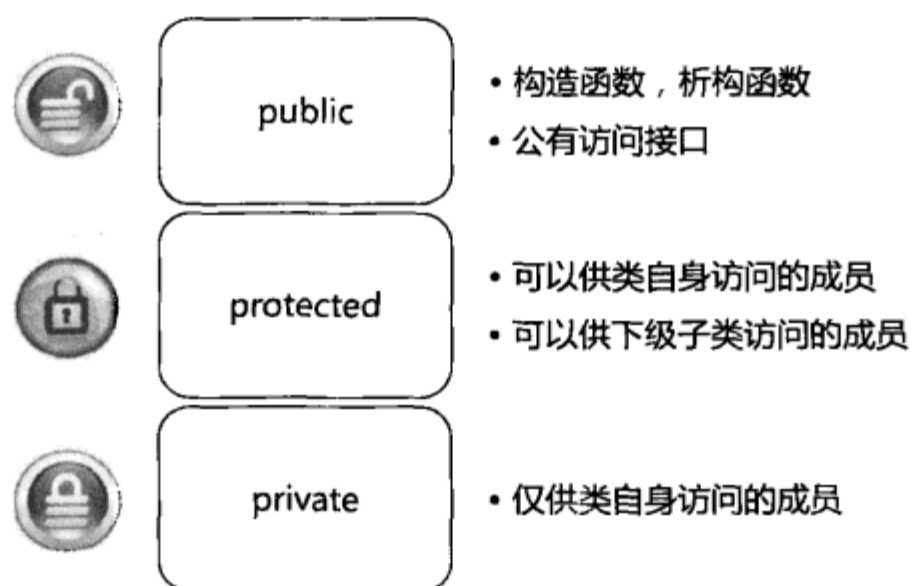 public
• 构造函数，析构函数
• 公有访问接口
protected
• 可以供类自身访问的成员
• 可以供下级子类访问的成员
private
• 仅供类自身访问的成员